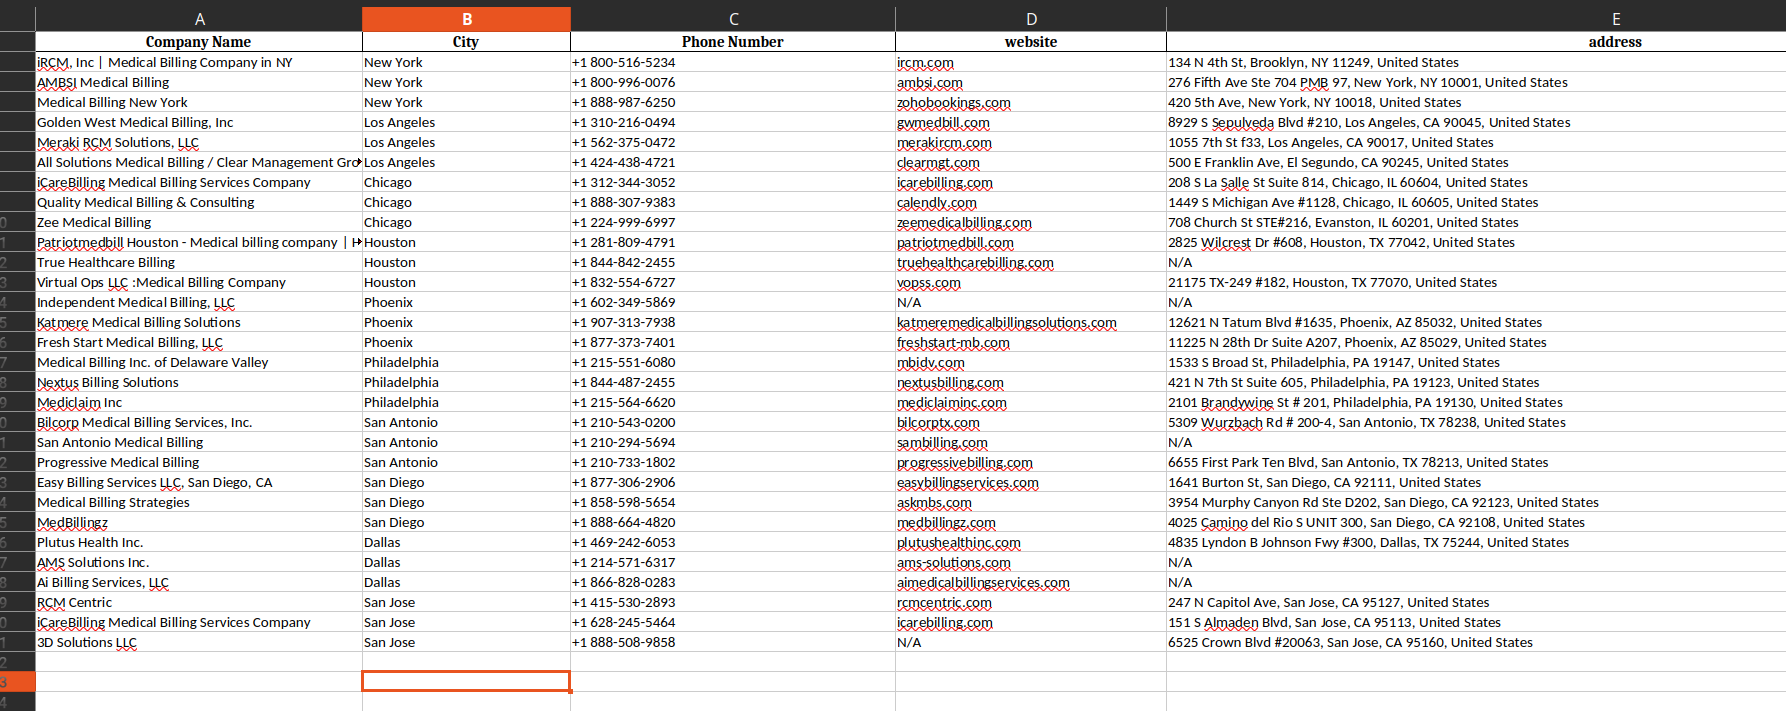 A B C D E
Company Name City Phone Number website address
iRCM, Inc | Medical Billing Company in NY New York +1 800-516-5234 ircm.com 134 N 4th St, Brooklyn, NY 11249, United States
AMBSI Medical Billing New York +1 800-996-0076 ambsi.com 276 Fifth Ave Ste 704 PMB 97, New York, NY 10001, United States
Medical Billing New York New York +1 888-987-6250 zohobookings.com 420 5th Ave, New York, NY 10018, United States
Golden West Medical Billing, Inc Los Angeles +1 310-216-0494 gwmedbill.com 8929 S Sepulveda Blvd #210, Los Angeles, CA 90045, United States
Meraki RCM Solutions, LLC Los Angeles +1 562-375-0472 merakircm.com 1055 7th St f33, Los Angeles, CA 90017, United States
All Solutions Medical Billing / Clear Management Gro Los Angeles +1 424-438-4721 clearmgt.com 500 E Franklin Ave, El Segundo, CA 90245, United States
iCareBilling Medical Billing Services Company Chicago +1 312-344-3052 icarebilling.com 208 S La Salle St Suite 814, Chicago, IL 60604, United States
Quality Medical Billing & Consulting Chicago +1 888-307-9383 calendly.com 1449 S Michigan Ave #1128, Chicago, IL 60605, United States
0 Zee Medical Billing Chicago +1 224-999-6997 zeemedicalbilling.com 708 Church St STE#216, Evanston, IL 60201, United States
1 Patriotmedbill Houston - Medical billing company | H Houston +1 281-809-4791 patriotmedbill.com 2825 Wilcrest Dr #608, Houston, TX 77042, United States
2 True Healthcare Billing Houston +1 844-842-2455 truehealthcarebilling.com N/A
3 Virtual Ops LLC :Medical Billing Company Houston +1 832-554-6727 vopss.com 21175 TX-249 #182, Houston, TX 77070, United States
4 Independent Medical Billing, LLC Phoenix +1 602-349-5869 N/A N/A
5 Katmere Medical Billing Solutions Phoenix +1 907-313-7938 katmeremedicalbillingsolutions.com 12621 N Tatum Blvd #1635, Phoenix, AZ 85032, United States
6 Fresh Start Medical Billing, LLC Phoenix +1 877-373-7401 freshstart-mb.com 11225 N 28th Dr Suite A207, Phoenix, AZ 85029, United States
7 Medical Billing Inc. of Delaware Valley Philadelphia +1 215-551-6080 mbidv.com 1533 S Broad St, Philadelphia, PA 19147, United States
8 Nextus Billing Solutions Philadelphia +1 844-487-2455 nextusbilling.com 421 N 7th St Suite 605, Philadelphia, PA 19123, United States
9 Mediclaim Inc Philadelphia +1 215-564-6620 mediclaiminc.com 2101 Brandywine St # 201, Philadelphia, PA 19130, United States
0 Bilcorp Medical Billing Services, Inc. San Antonio +1 210-543-0200 bilcorptx.com 5309 Wurzbach Rd # 200-4, San Antonio, TX 78238, United States
1 San Antonio Medical Billing San Antonio +1 210-294-5694 sambilling.com N/A
2 Progressive Medical Billing San Antonio +1 210-733-1802 progressivebilling.com 6655 First Park Ten Blvd, San Antonio, TX 78213, United States
3 Easy Billing Services LLC, San Diego, CA San Diego +1 877-306-2906 easybillingservices.com 1641 Burton St, San Diego, CA 92111, United States
4 Medical Billing Strategies San Diego +1 858-598-5654 askmbs.com 3954 Murphy Canyon Rd Ste D202, San Diego, CA 92123, United States
5 MedBillingz San Diego +1 888-664-4820 medbillingz.com 4025 Camino del Rio S UNIT 300, San Diego, CA 92108, United States
6 Plutus Health Inc. Dallas +1 469-242-6053 plutushealthinc.com 4835 Lyndon B Johnson Fwy #300, Dallas, TX 75244, United States
7 AMS Solutions Inc. Dallas +1 214-571-6317 ams-solutions.com N/A
8 Ai Billing Services, LLC Dallas +1 866-828-0283 aimedicalbillingservices.com N/A
9 RCM Centric San Jose +1 415-530-2893 rcmcentric.com 247 N Capitol Ave, San Jose, CA 95127, United States
0 iCareBilling Medical Billing Services Company San Jose +1 628-245-5464 icarebilling.com 151 S Almaden Blvd, San Jose, CA 95113, United States
1 3D Solutions LLC San Jose +1 888-508-9858 N/A 6525 Crown Blvd #20063, San Jose, CA 95160, United States
2
3
4